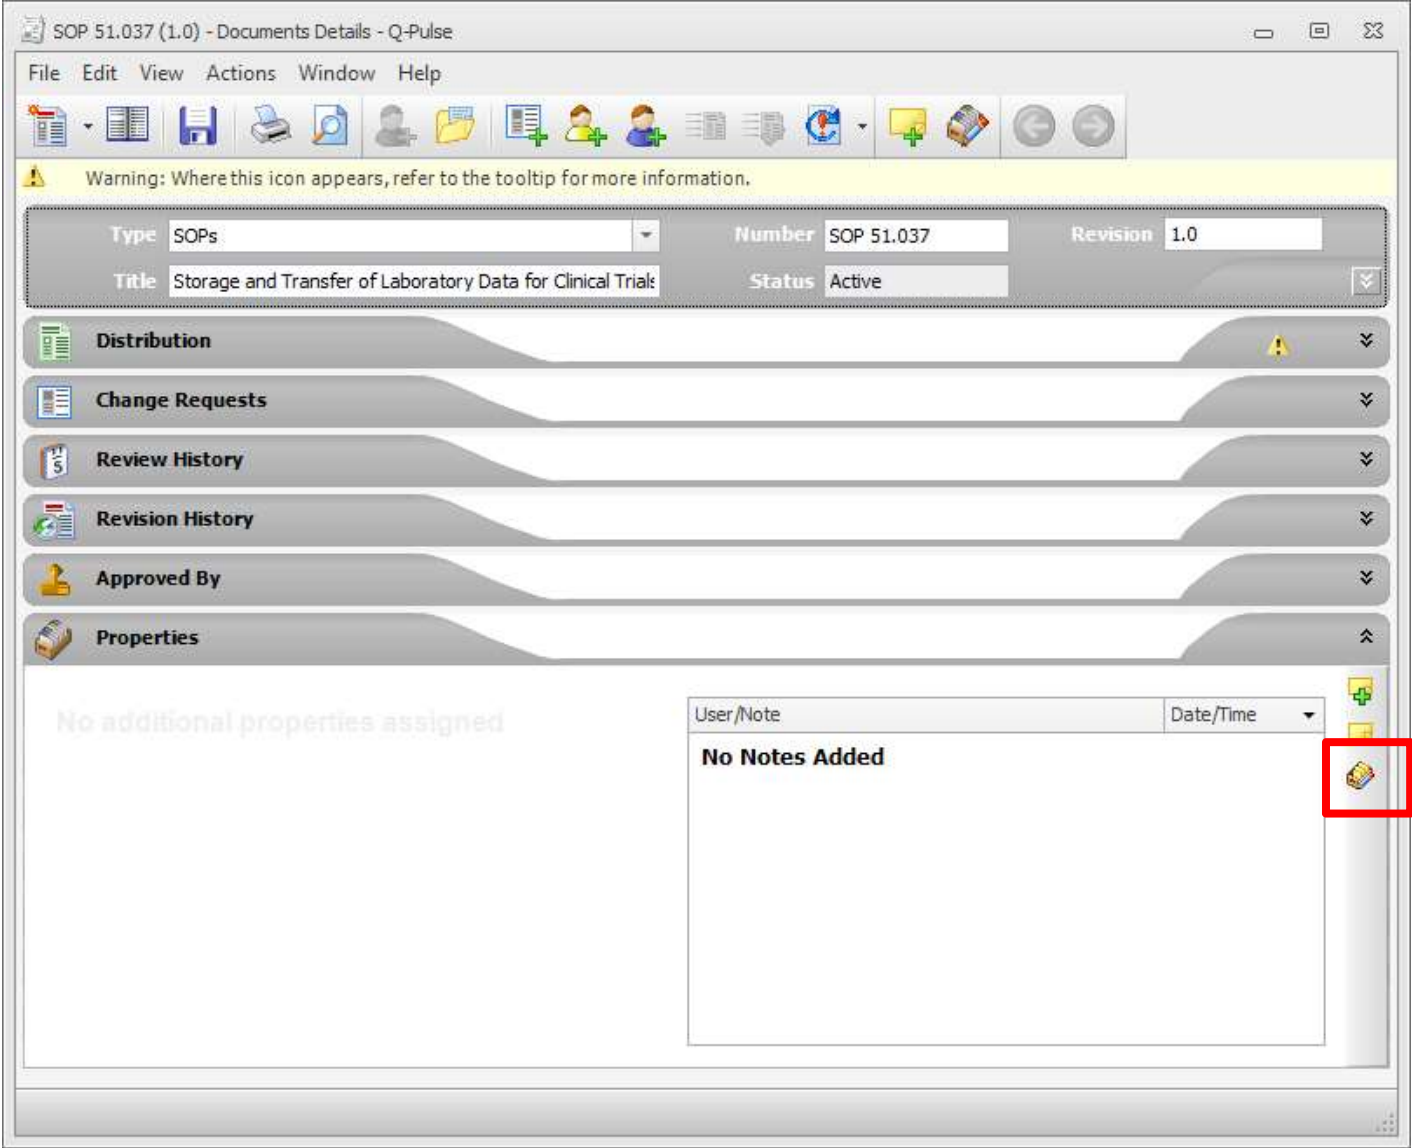 SOP 51.037 (1.0) - Documents Details - Q-Pulse
File Edit View Actions Window Help
Warning: Where this icon appears, refer to the tooltip for more information.
Type SOPs Number SOP 51.037 Revision 1.0
Title Storage and Transfer of Laboratory Data for Clinical Trials Status Active
Distribution
Change Requests
Review History
Revision History
Approved By
Properties
No additional properties assigned
User/Note Date/Time
No Notes Added